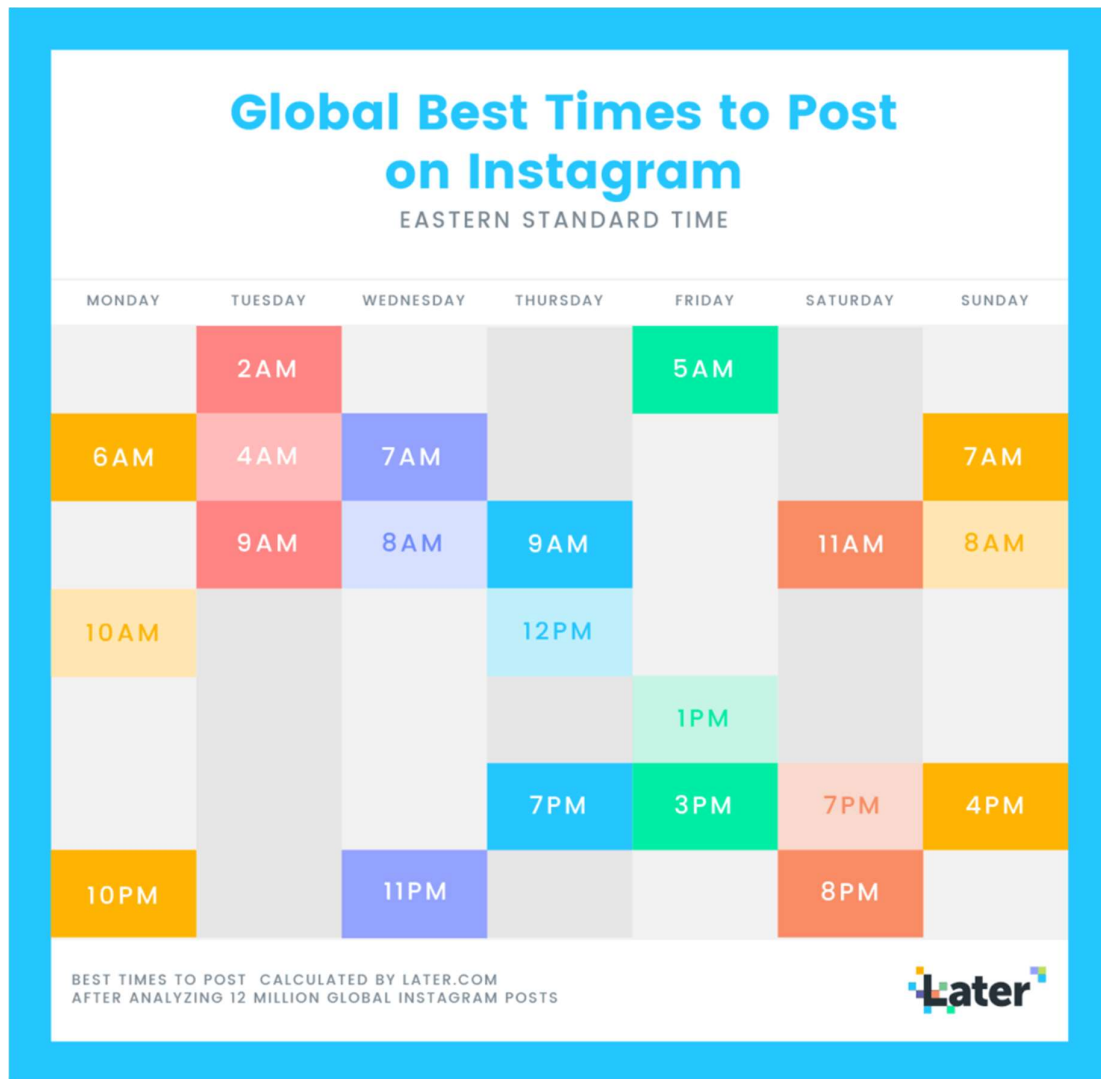 Global Best Times to Post
on Instagram
EASTERN STANDARD TIME
MONDAY TUESDAY WEDNESDAY THURSDAY FRIDAY SATURDAY SUNDAY
2AM 5AM
6AM 4AM 7AM 7AM
9AM 8AM 9AM 11AM 8AM
10AM 12PM
1PM
7PM 3PM 7PM 4PM
10PM 11PM 8PM
BEST TIMES TO POST CALCULATED BY LATER.COM
AFTER ANALYZING 12 MILLION GLOBAL INSTAGRAM POSTS
Later